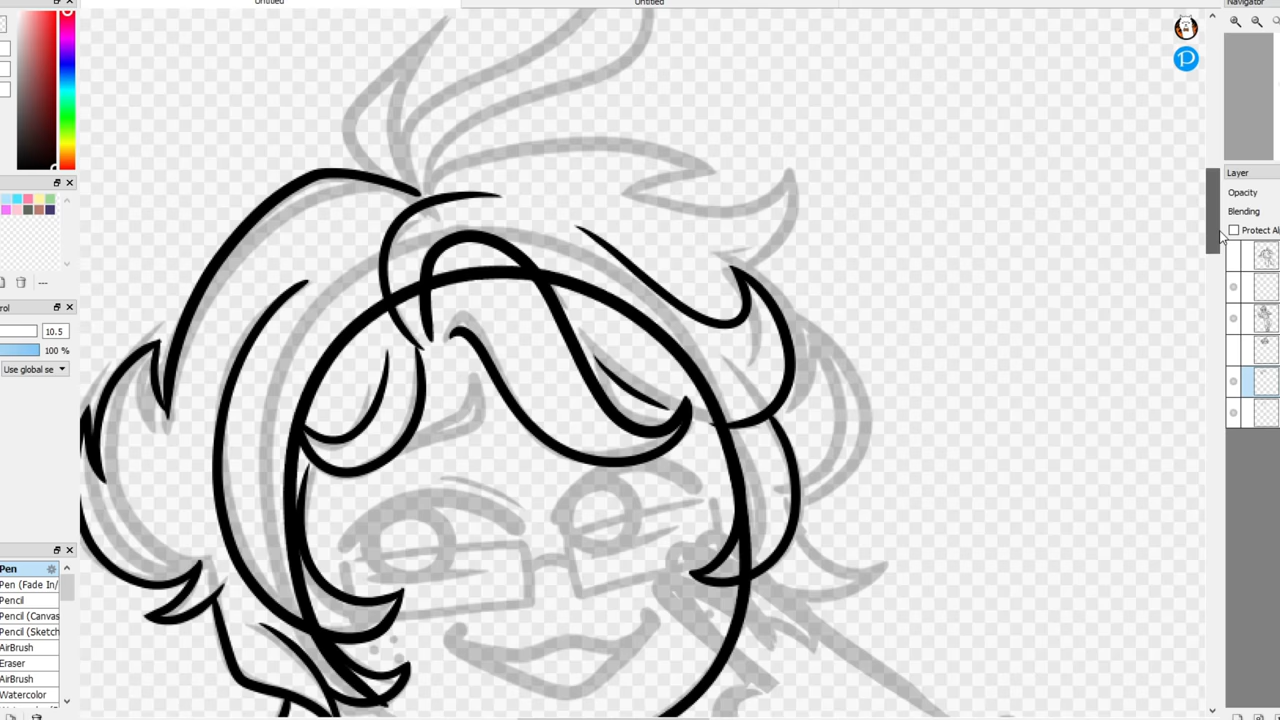 Untitled
Untitled
Navigator
Layer
Opacity
Blending
Protect Al
rol
10.5
100 %
Use global se
Pen
Pen (Fade In/
Pencil
Pencil (Canvas
Pencil (Sketch
AirBrush
Eraser
AirBrush
Watercolor